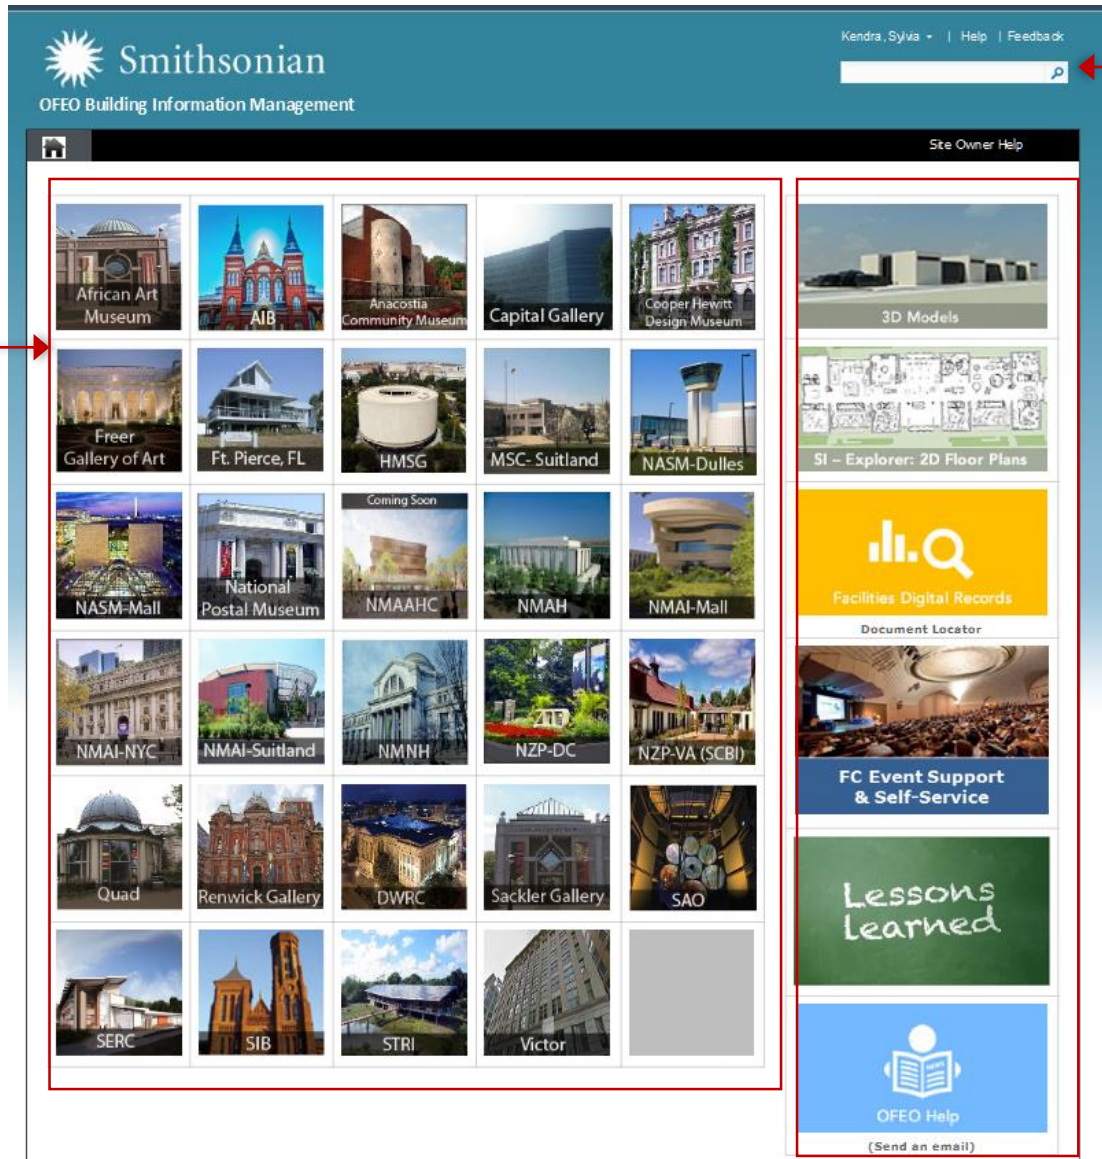 Kendra, Sylvia | Help | Feedback
Smithsonian
OFEO Building Information Management
Site Owner Help
African Art
Museum
AIB
Anacostia
Community Museum
Capital Gallery
Cooper Hewitt
Design Museum
3D Models
Freer
Gallery of Art
Ft. Pierce, FL
HMSG
MSC- Suitland
NASM-Dulles
SI – Explorer: 2D Floor Plans
NASM-Mall
National
Postal Museum
Coming Soon
NMAAHC
NMAH
NMAI-Mall
Facilities Digital Records
Document Locator
NMAI-NYC
NMAI-Suitland
NMNH
NZP-DC
NZP-VA (SCBI)
FC Event Support
& Self-Service
Quad
Renwick Gallery
DWRC
Sackler Gallery
SAO
Lessons
Learned
SERC
SIB
STRI
Victor
NEWS
OFEO Help
(Send an email)